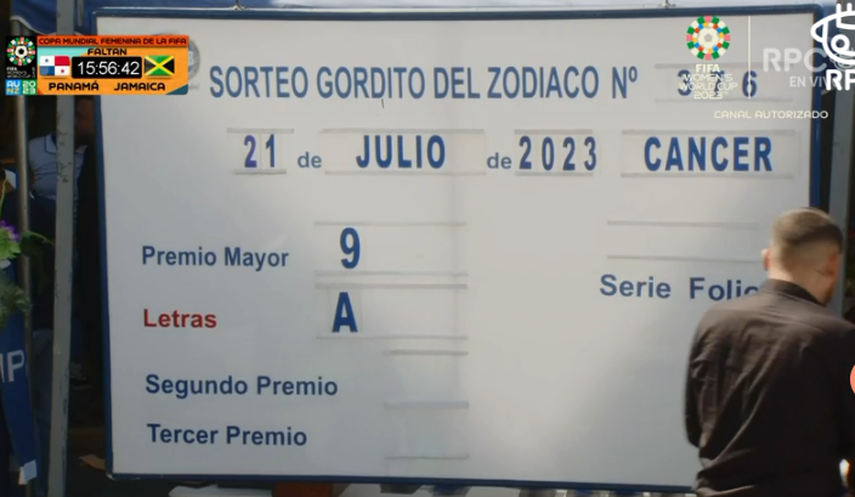 COPA MUNDIAL FEMENINA DE LA FIFA
FALTAN
15:56:42
PANAMÁ JAMAICA
FIFA
WOMEN'S
WORLD CUP
2023
RPC
EN VIVO
CANAL AUTORIZADO
SORTEO GORDITO DEL ZODIACO Nº 6
21 de JULIO de 2023 CANCER
Premio Mayor 9
Serie Folio
Letras A
Segundo Premio
Tercer Premio